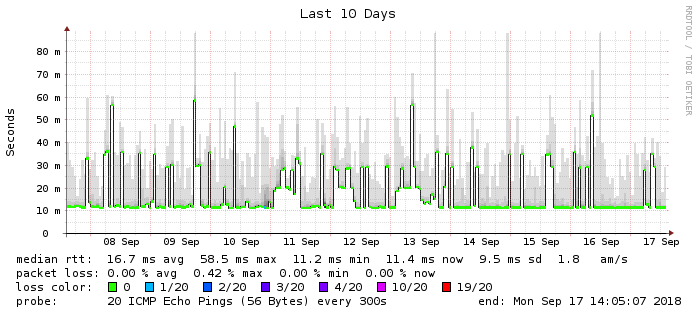 Last 10 Days
RRDTOOL / TOBI OETIKER
Seconds
80 m
70 m
60 m
50 m
40 m
30 m
20 m
10 m
0
08 Sep 09 Sep 10 Sep 11 Sep 12 Sep 13 Sep 14 Sep 15 Sep 16 Sep 17 Sep
median rtt: 16.7 ms avg 58.5 ms max 11.2 ms min 11.4 ms now 9.5 ms sd 1.8 am/s
packet loss: 0.00 % avg 0.42 % max 0.00 % min 0.00 % now
loss color: 0 1/20 2/20 3/20 4/20 10/20 19/20
probe: 20 ICMP Echo Pings (56 Bytes) every 300s end: Mon Sep 17 14:05:07 2018